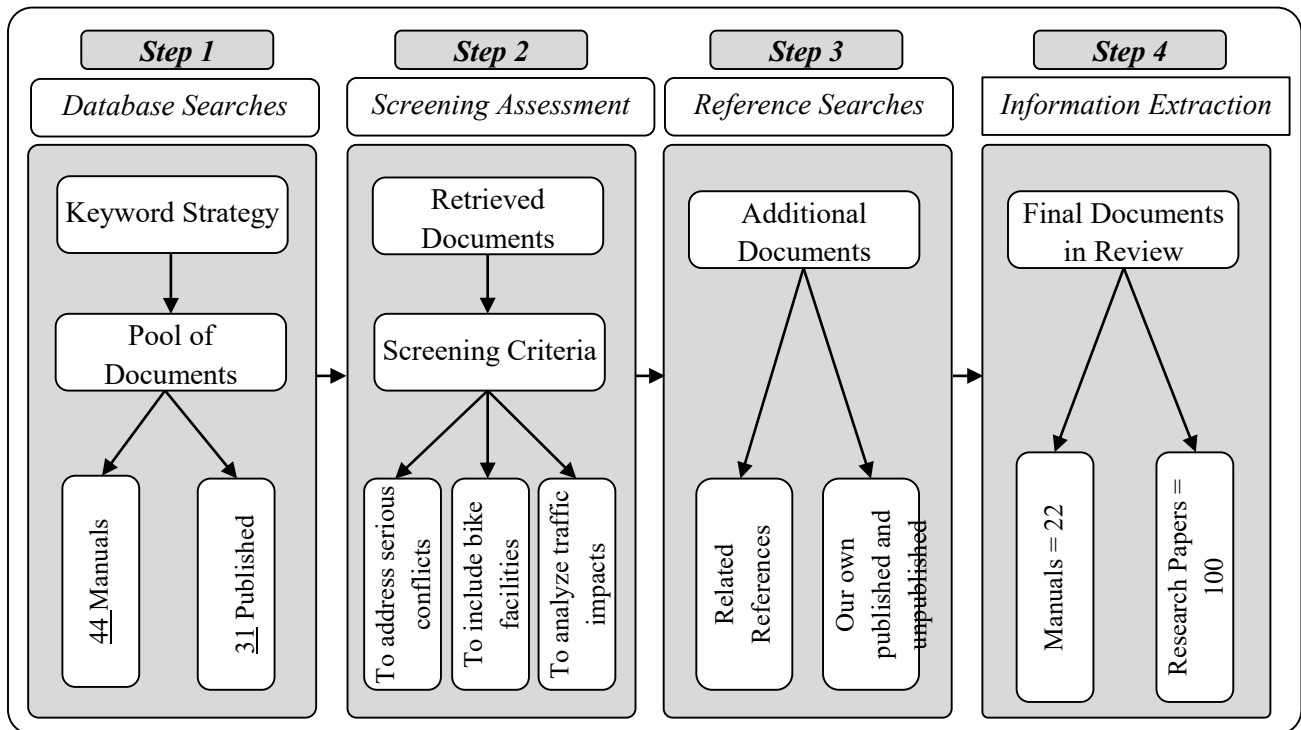 Step 1
Database Searches
Keyword Strategy
Pool of
Documents
44 Manuals
31 Published
Step 2
Screening Assessment
Retrieved
Documents
Screening Criteria
To address serious
conflicts
To include bike
facilities
To analyze traffic
impacts
Step 3
Reference Searches
Additional
Documents
Related
References
Our own
published and
unpublished
Step 4
Information Extraction
Final Documents
in Review
Manuals = 22
Research Papers =
100